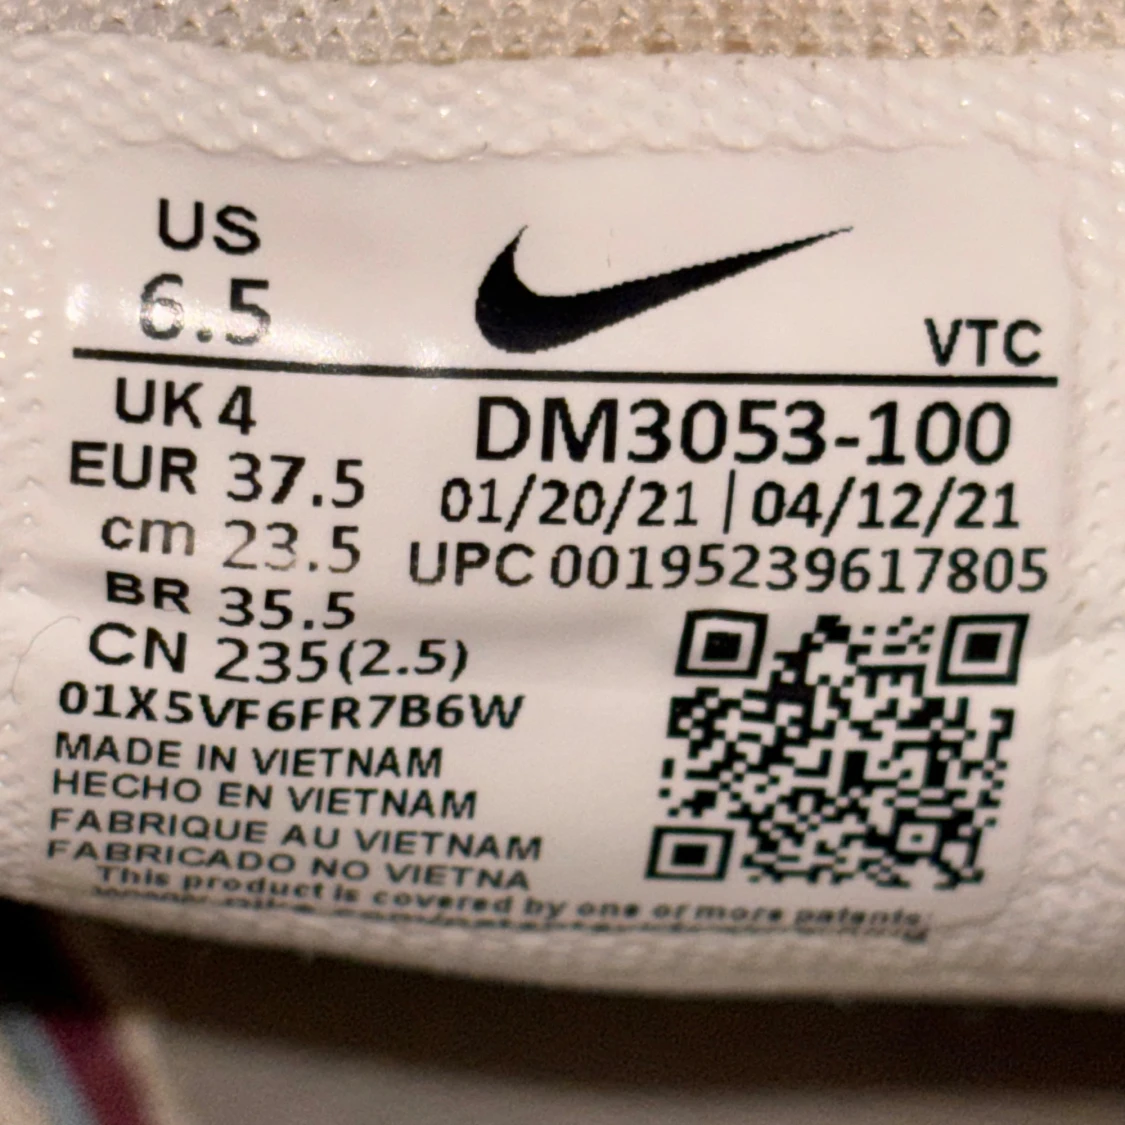 US
6.5
VTC
UK 4
EUR 37.5
cm 23.5
BR 35.5
CN 235(2.5)
01X5VF6FR7B6W
MADE IN VIETNAM
HECHO EN VIETNAM
FABRIQUE AU VIETNAM
FABRICADO NO VIETNA
This product is covered by one or more patents:
DM3053-100
01/20/21 | 04/12/21
UPC 00195239617805